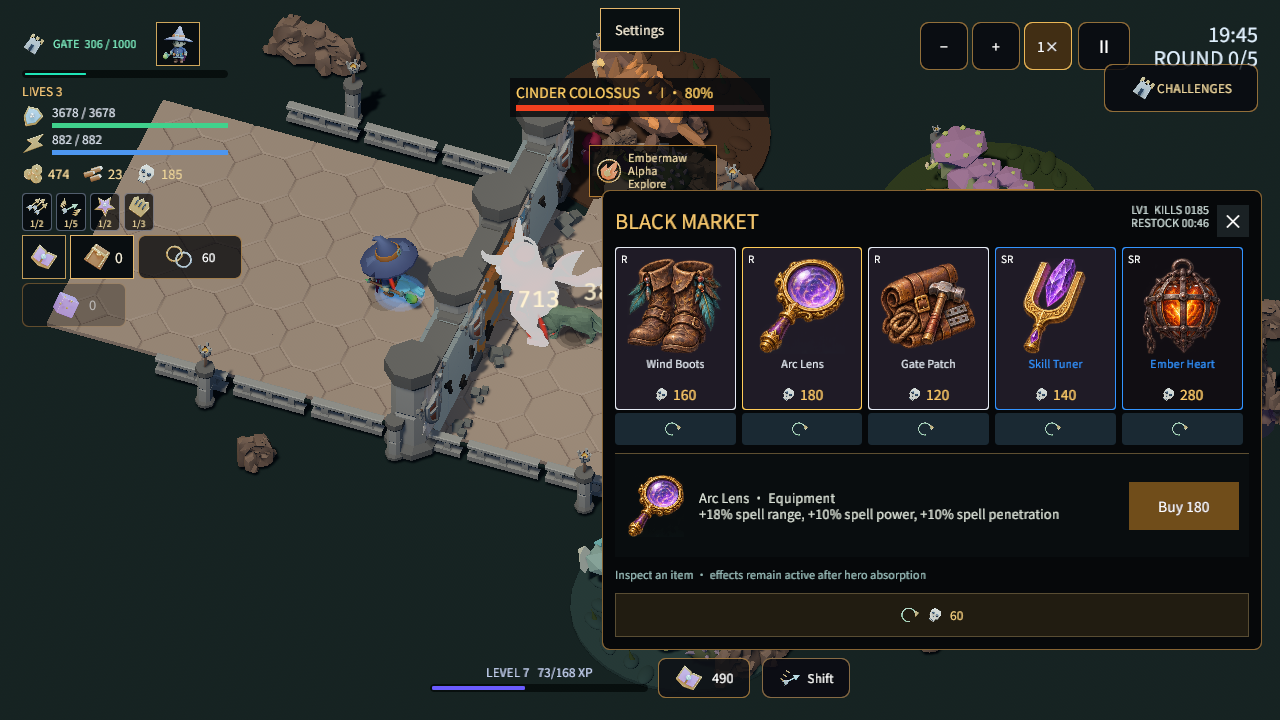 GATE 306 / 1000
Settings
− + 1× II
19:45
ROUND 0/5
CHALLENGES
LIVES 3
3678 / 3678
882 / 882
474 23 185
1/2 1/5 1/2 1/3
0 60
0
CINDER COLOSSUS • I • 80%
Embermaw
Alpha
Explore
713
BLACK MARKET
LV1 KILLS 0185
RESTOCK 00:46
R R R SR SR
Wind Boots Arc Lens Gate Patch Skill Tuner Ember Heart
160 180 120 140 280
Arc Lens • Equipment
+18% spell range, +10% spell power, +10% spell penetration
Buy 180
Inspect an item • effects remain active after hero absorption
60
LEVEL 7 73/168 XP
490
Shift